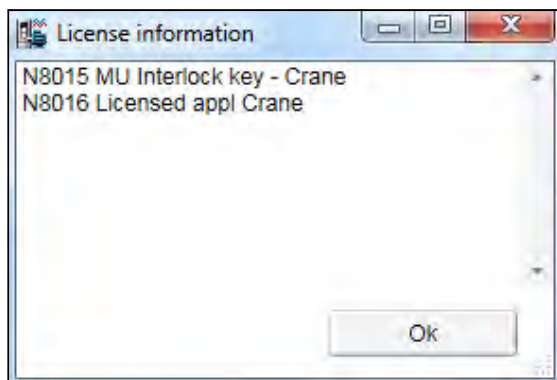 License information
N8015 MU Interlock key - Crane
N8016 Licensed appl Crane
Ok